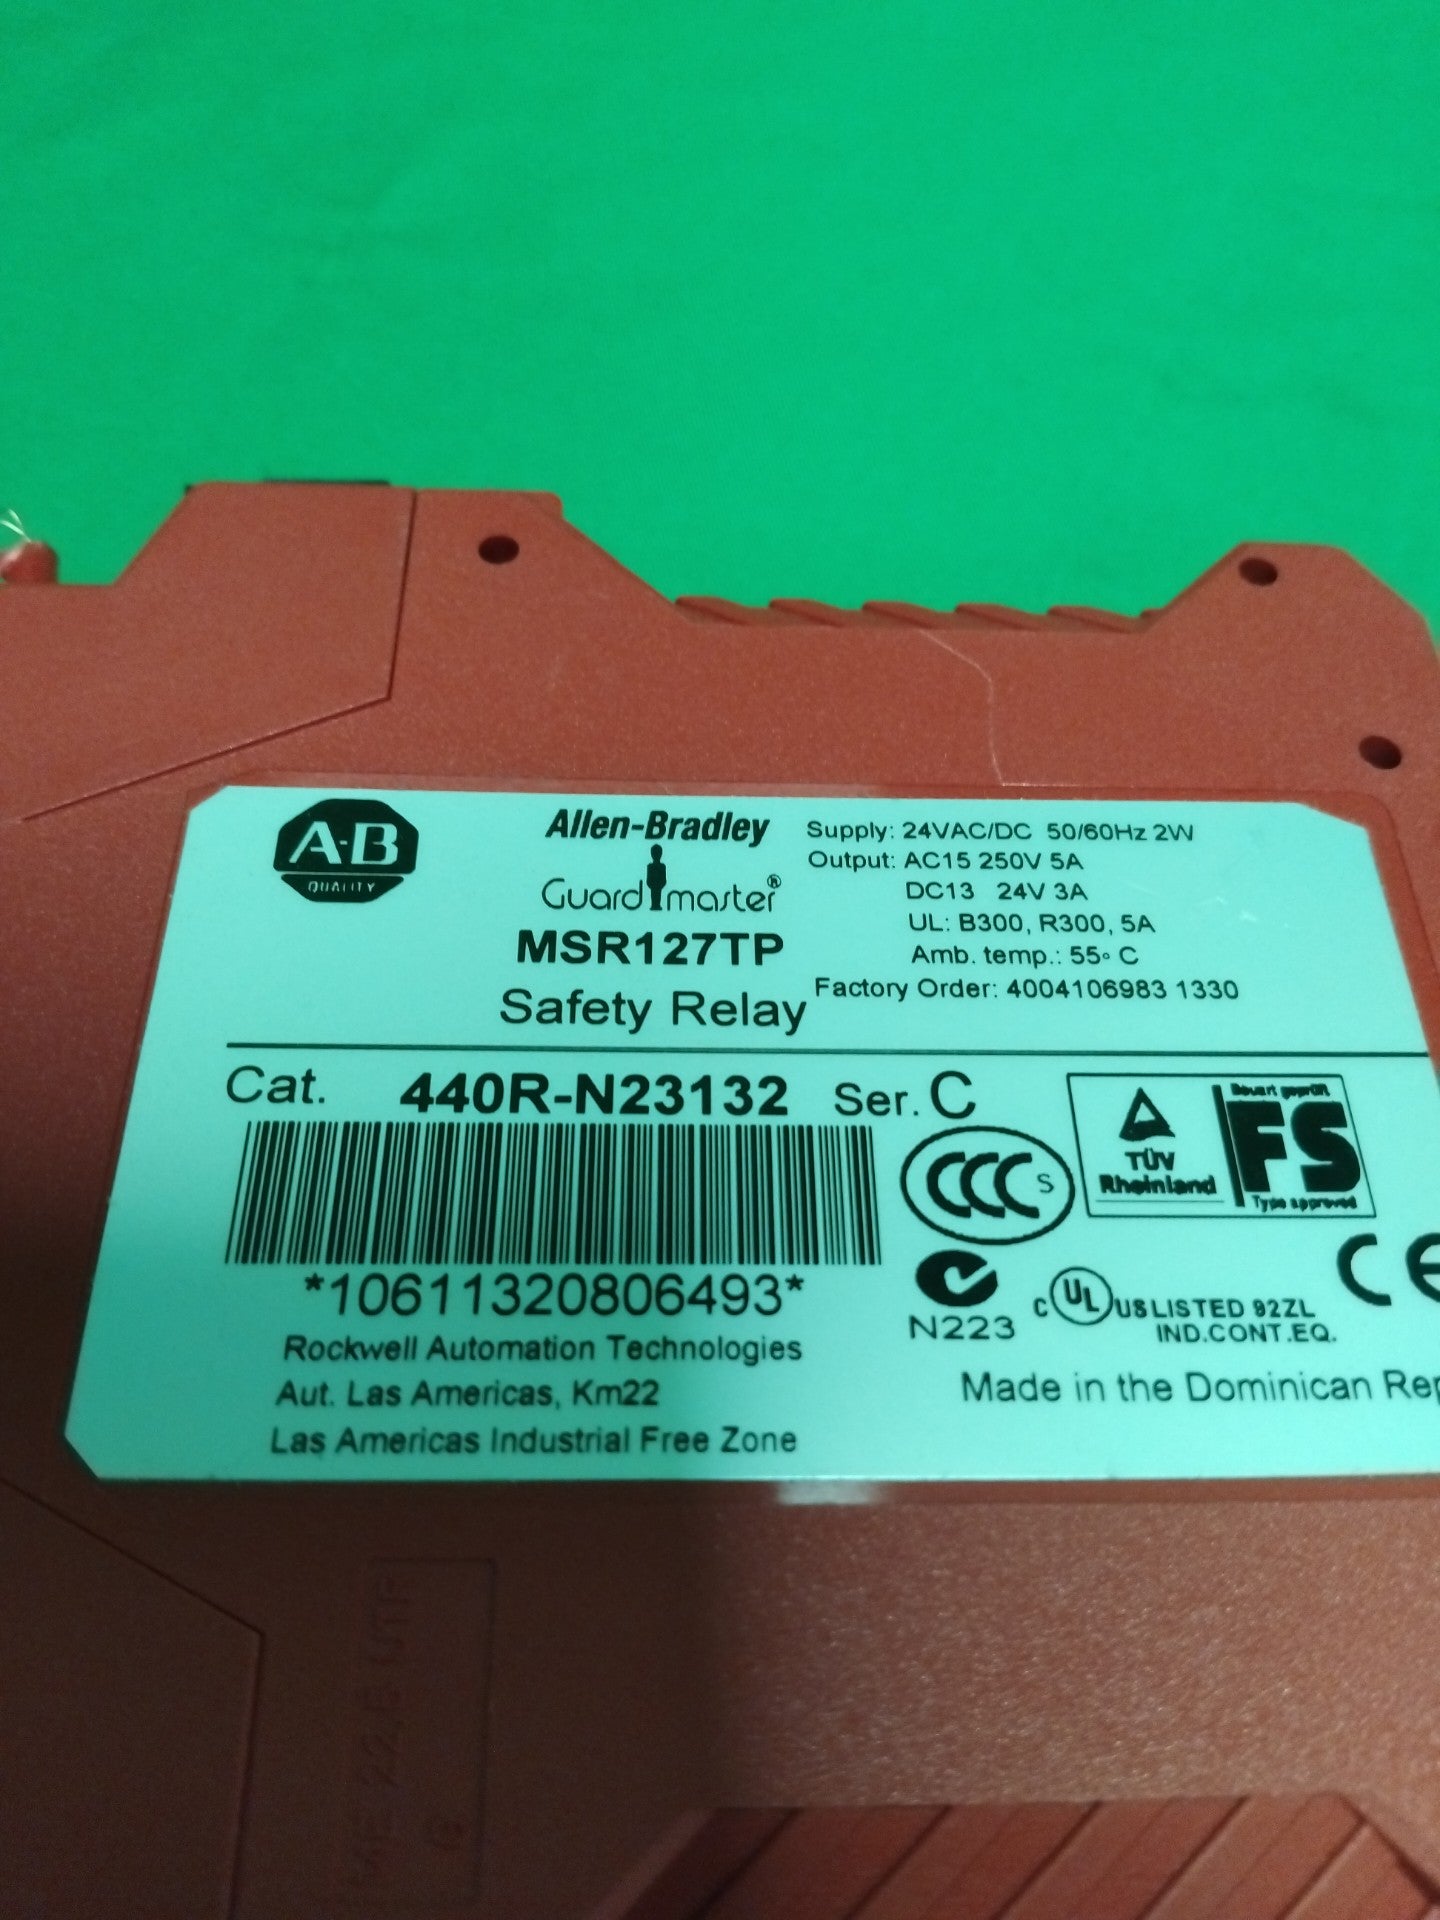 A-B
QUALITY
Allen-Bradley
Guardmaster®
MSR127TP
Safety Relay
Supply: 24VAC/DC 50/60Hz 2W
Output: AC15 250V 5A
DC13 24V 3A
UL: B300, R300, 5A
Amb. temp.: 55° C
Factory Order: 4004106983 1330
Cat. 440R-N23132 Ser. C
*10611320806493*
Rockwell Automation Technologies
Aut. Las Americas, Km22
Las Americas Industrial Free Zone
CCC S
TÜV
Rheinland
Bauart geprüft
FS
Type approved
N223
C UL US LISTED 92ZL
IND.CONT.EQ.
CE
Made in the Dominican Rep